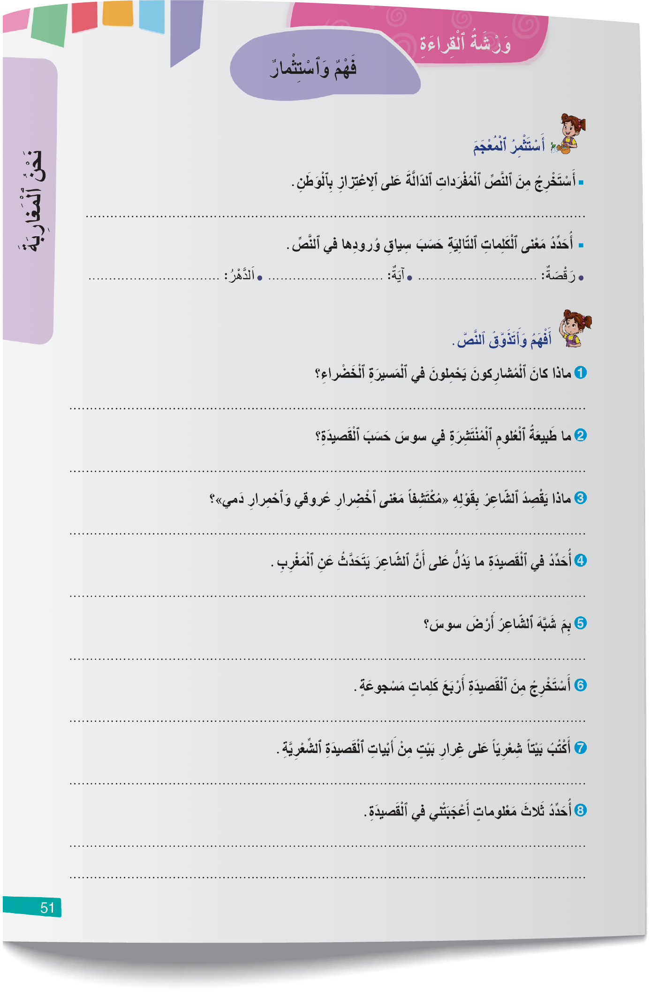 وَرْشَةُ ٱلْقِراءَةِ
فَهْمٌ وَٱسْتِثْمارٌ
نَحْنُ ٱلْمَغارِبَةَ
أَسْتَثْمِرُ ٱلْمُعْجَمَ
▪ أَسْتَخْرِجُ مِنَ ٱلنَّصِّ ٱلْمُفْرَداتِ ٱلدّالَّةَ عَلى ٱلِاعْتِزازِ بِٱلْوَطَنِ.
▪ أُحَدِّدُ مَعْنى ٱلْكَلِماتِ ٱلتّالِيَةِ حَسَبَ سِياقِ وُرودِها في ٱلنَّصِّ.
• رَقْصَةٌ: ............................ • آيَةٌ: ............................ • اَلدَّهْرُ: ................................
أَفْهَمُ وَأَتَذَوَّقُ ٱلنَّصَّ.
1 ماذا كانَ ٱلْمُشارِكونَ يَحْمِلونَ في ٱلْمَسيرَةِ ٱلْخَضْراءِ؟
2 ما طَبيعَةُ ٱلْعُلومِ ٱلْمُنْتَشِرَةِ في سوسَ حَسَبَ ٱلْقَصيدَةِ؟
3 ماذا يَقْصِدُ ٱلشّاعِرُ بِقَوْلِهِ «مُكْتَشِفاً مَعْنى ٱخْضِرارِ عُروقي وَٱحْمِرارِ دَمي»؟
4 أُحَدِّدُ في ٱلْقَصيدَةِ ما يَدُلُّ عَلى أَنَّ ٱلشّاعِرَ يَتَحَدَّثُ عَنِ ٱلْمَغْرِبِ.
5 بِمَ شَبَّهَ ٱلشّاعِرُ أَرْضَ سوسَ؟
6 أَسْتَخْرِجُ مِنَ ٱلْقَصيدَةِ أَرْبَعَ كَلِماتٍ مَسْجوعَةٍ.
7 أَكْتُبُ بَيْتاً شِعْرِيّاً عَلى غِرارِ بَيْتٍ مِنْ أَبْياتِ ٱلْقَصيدَةِ ٱلشِّعْرِيَّةِ.
8 أُحَدِّدُ ثَلاثَ مَعْلوماتٍ أَعْجَبَتْني في ٱلْقَصيدَةِ.
51